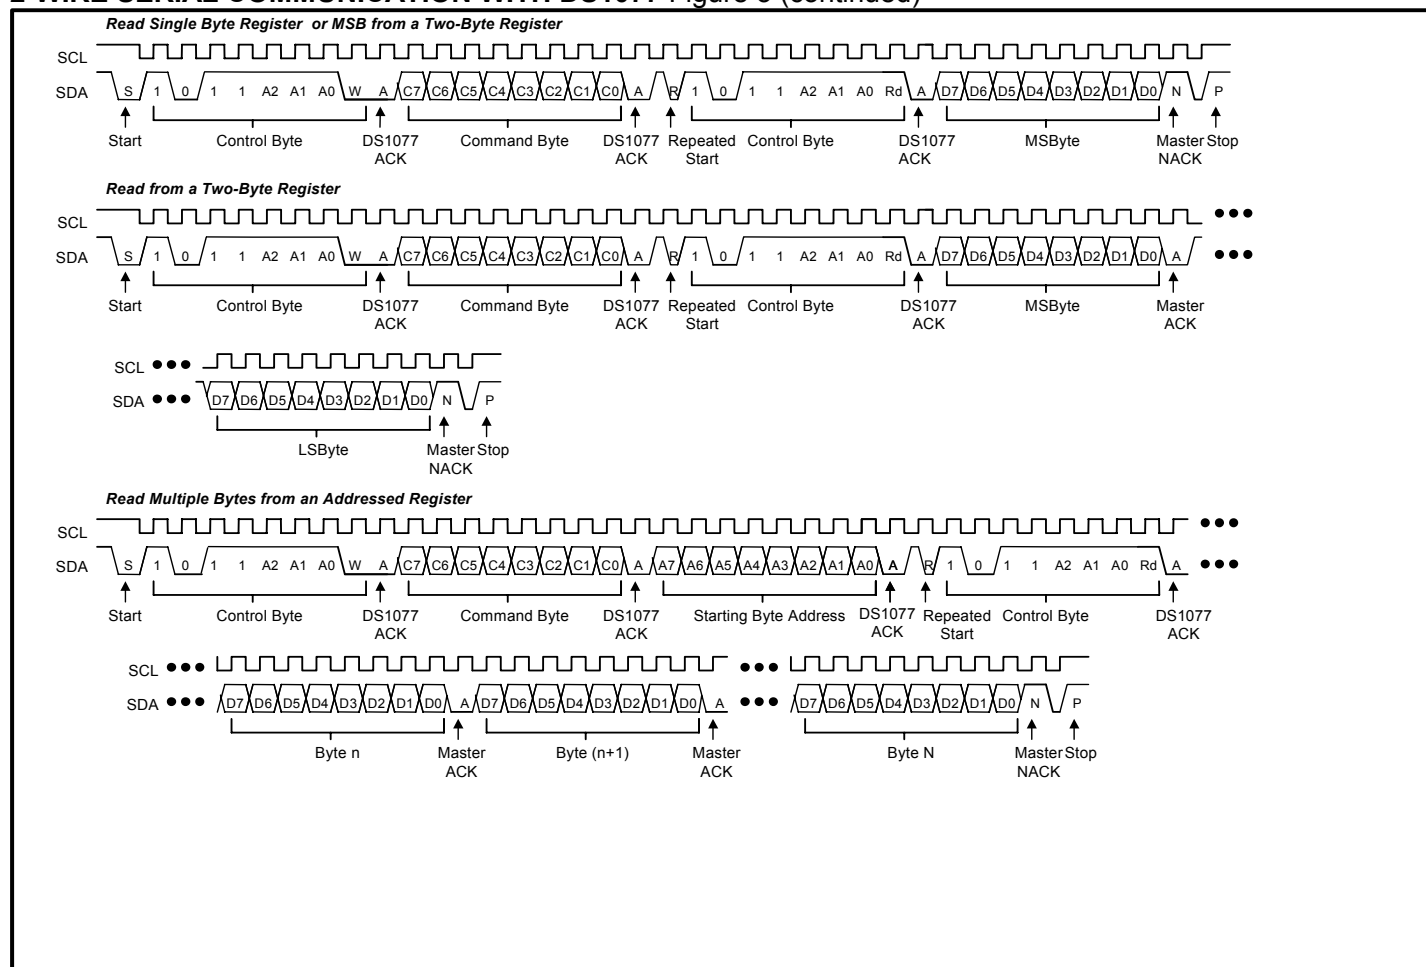 2-WIRE SERIAL COMMUNICATION WITH DS1077 Figure 3 (continued)
Read Single Byte Register or MSB from a Two-Byte Register
SCL
SDA S 1 0 1 1 A2 A1 A0 W A C7 C6 C5 C4 C3 C2 C1 C0 A R 1 0 1 1 A2 A1 A0 Rd A D7 D6 D5 D4 D3 D2 D1 D0 N P
Start Control Byte DS1077 Command Byte DS1077 Repeated Control Byte DS1077 MSByte Master Stop
ACK ACK Start ACK NACK
Read from a Two-Byte Register
SCL
SDA S 1 0 1 1 A2 A1 A0 W A C7 C6 C5 C4 C3 C2 C1 C0 A R 1 0 1 1 A2 A1 A0 Rd A D7 D6 D5 D4 D3 D2 D1 D0 A
Start Control Byte DS1077 Command Byte DS1077 Repeated Control Byte DS1077 MSByte Master
ACK ACK Start ACK ACK
SCL
SDA D7 D6 D5 D4 D3 D2 D1 D0 N P
LSByte Master Stop
NACK
Read Multiple Bytes from an Addressed Register
SCL
SDA S 1 0 1 1 A2 A1 A0 W A C7 C6 C5 C4 C3 C2 C1 C0 A A7 A6 A5 A4 A3 A2 A1 A0 A R 1 0 1 1 A2 A1 A0 Rd A
Start Control Byte DS1077 Command Byte DS1077 Starting Byte Address DS1077 Repeated Control Byte DS1077
ACK ACK ACK Start ACK
SCL
SDA D7 D6 D5 D4 D3 D2 D1 D0 A D7 D6 D5 D4 D3 D2 D1 D0 A D7 D6 D5 D4 D3 D2 D1 D0 N P
Byte n Master Byte (n+1) Master Byte N Master Stop
ACK ACK NACK